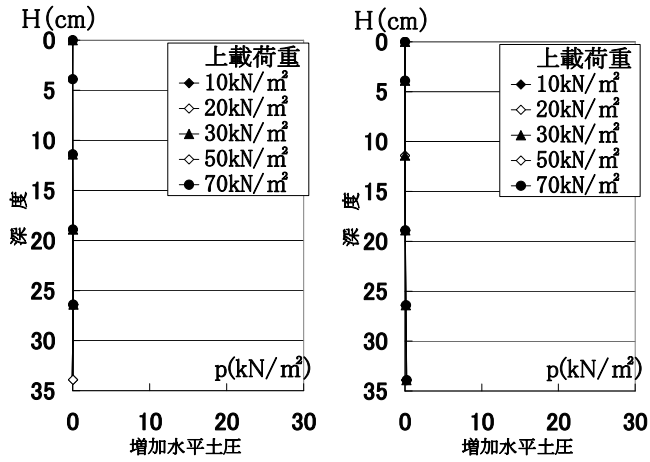 H(cm)
0
5
10
15
20
25
30
35
深度
上載荷重
10kN/㎡
20kN/㎡
30kN/㎡
50kN/㎡
70kN/㎡
p(kN/㎡)
0 10 20 30
増加水平土圧
H(cm)
0
5
10
15
20
25
30
35
深度
上載荷重
10kN/㎡
20kN/㎡
30kN/㎡
50kN/㎡
70kN/㎡
p(kN/㎡)
0 10 20 30
増加水平土圧